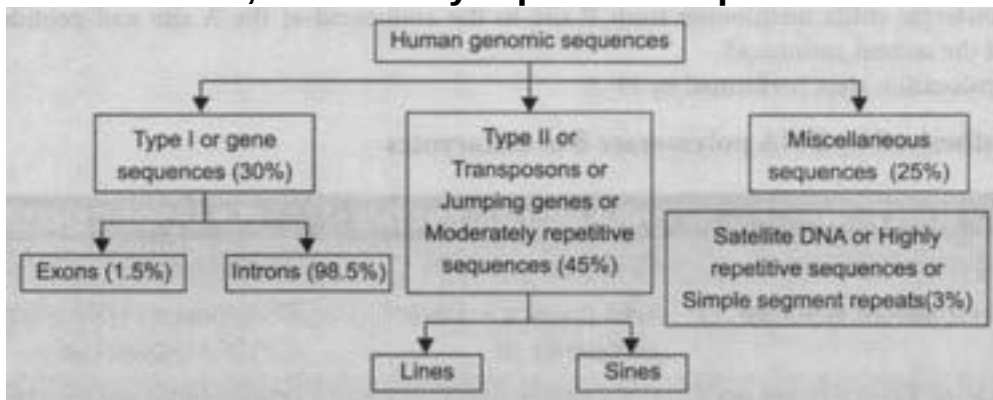 Human genomic sequences
Type I or gene
sequences (30%)
Type II or
Transposons or
Jumping genes or
Moderately repetitive
sequences (45%)
Miscellaneous
sequences (25%)
Exons (1.5%)
Introns (98.5%)
Satellite DNA or Highly
repetitive sequences or
Simple segment repeats(3%)
Lines
Sines